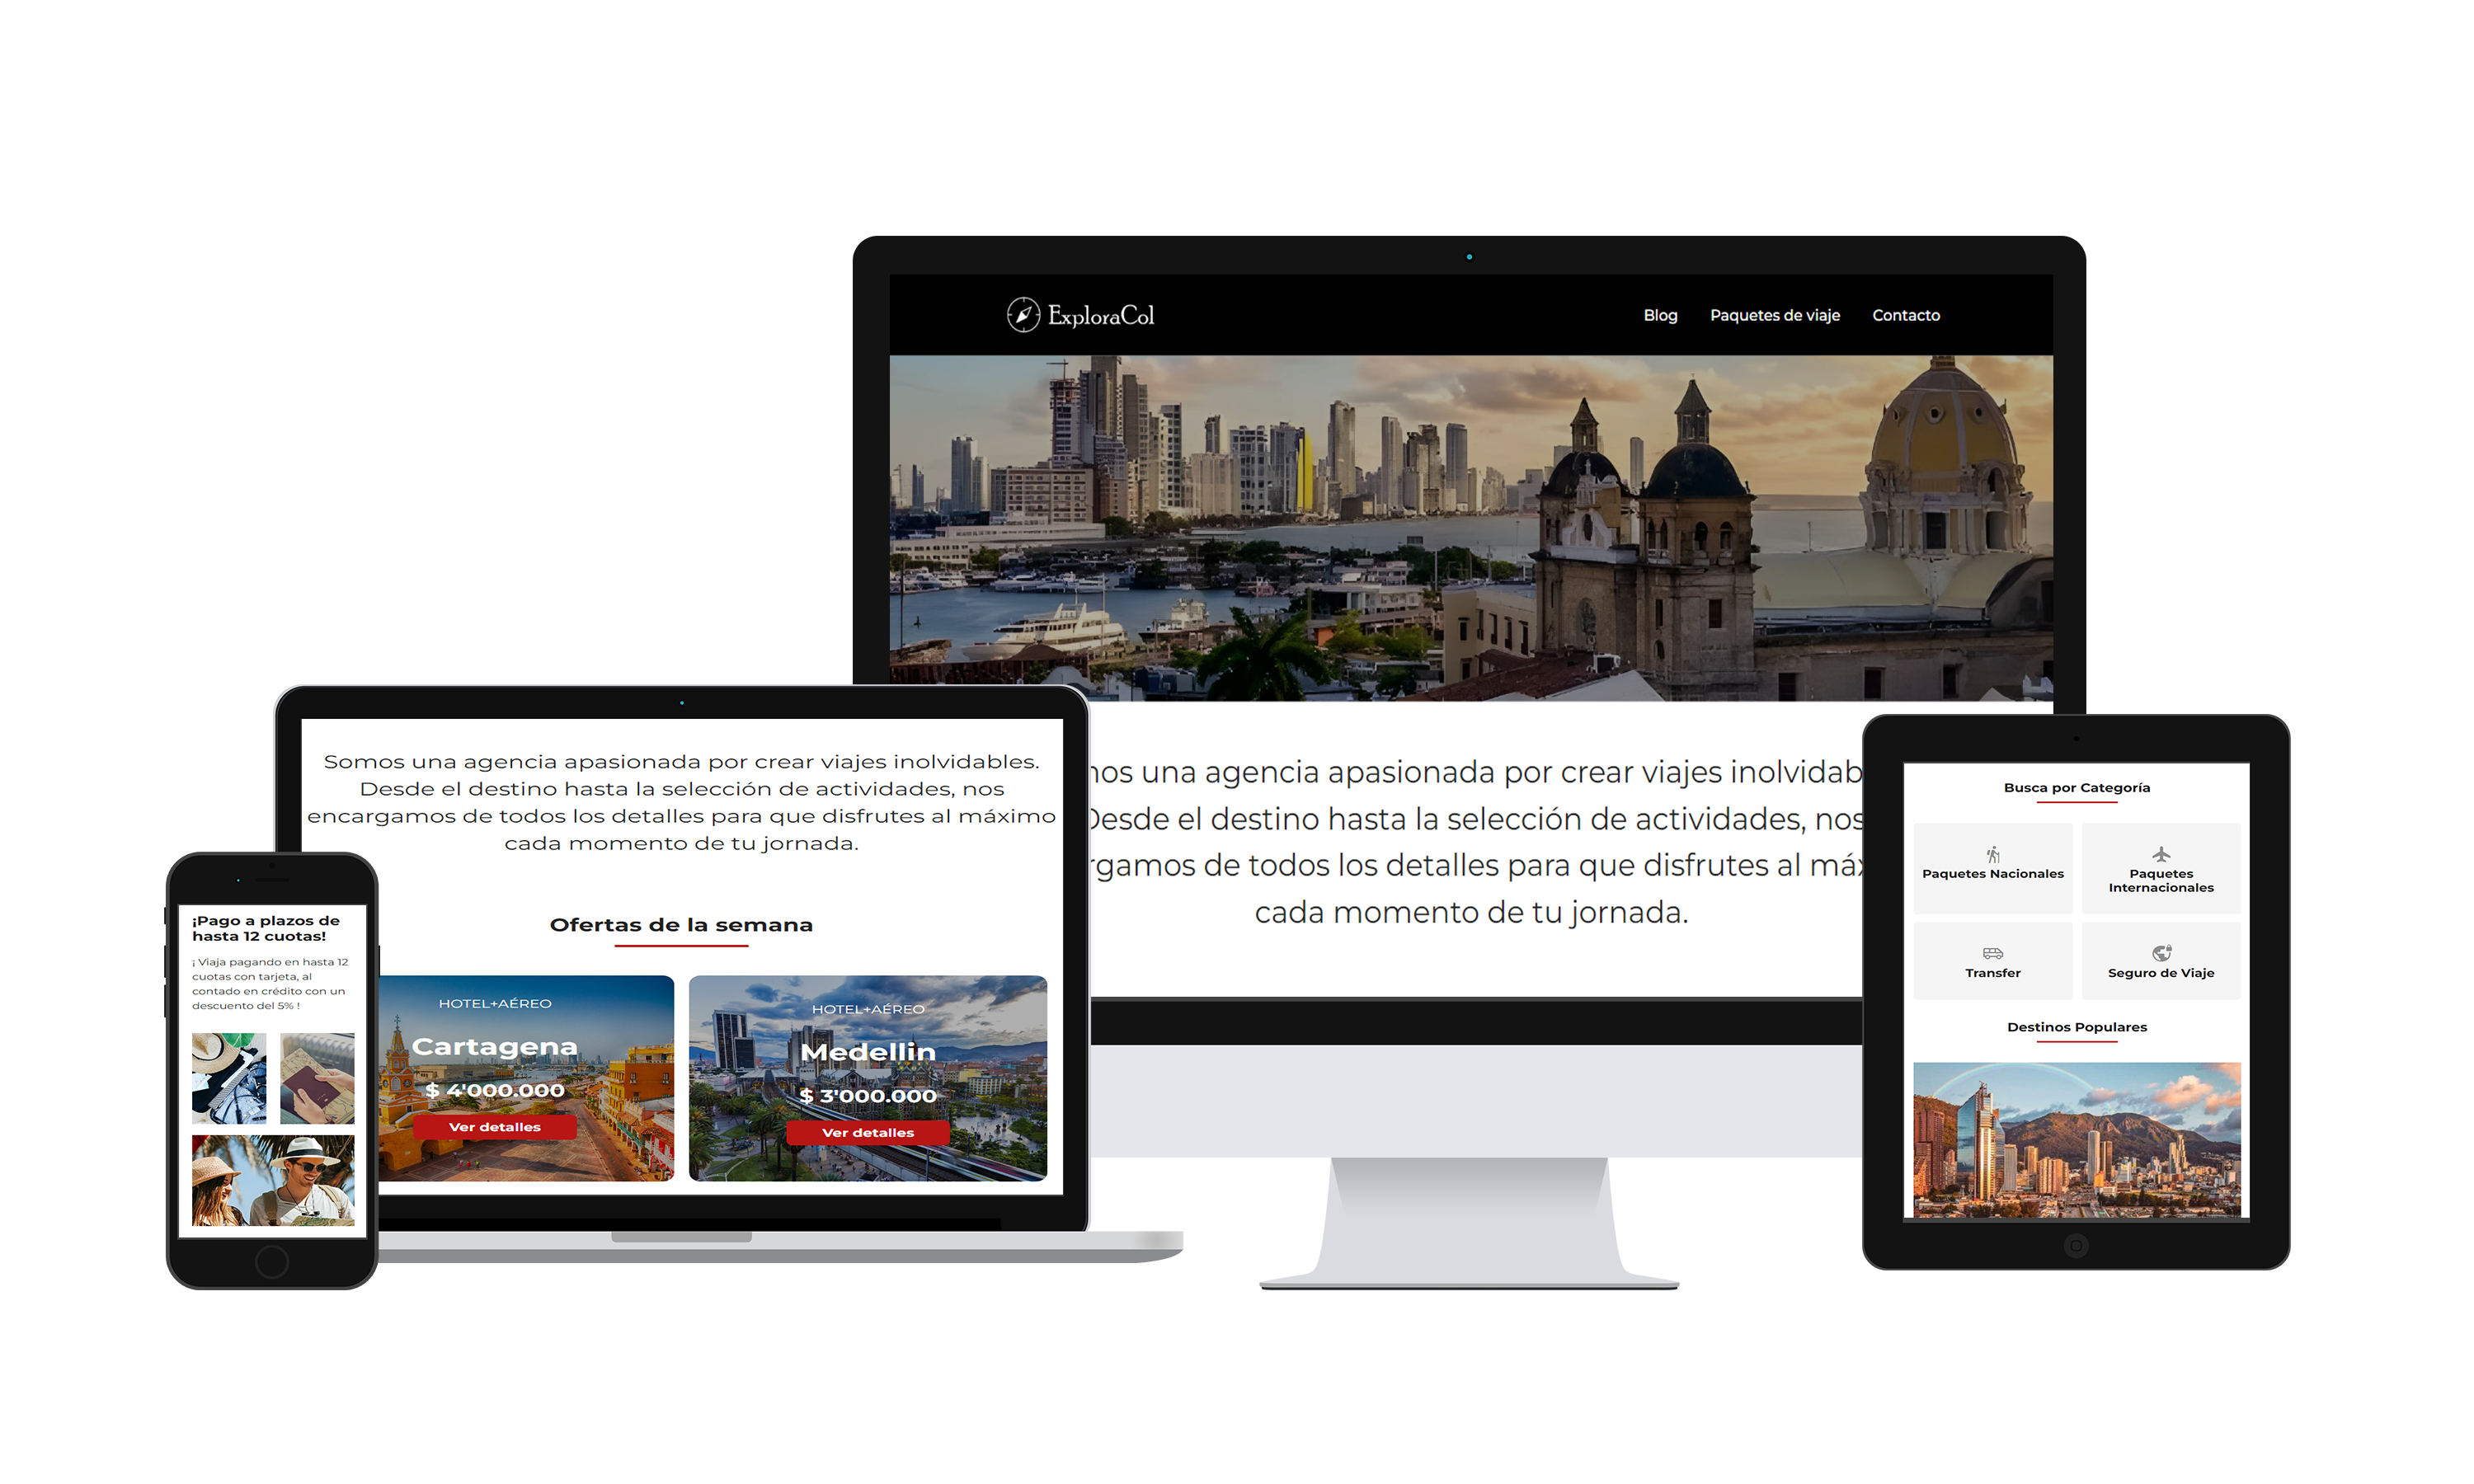 ExploraCol
Blog Paquetes de viaje Contacto
una agencia apasionada por crear viajes
Desde el destino hasta la selección de actividades, nos
de todos los detalles para que disfrutes al
cada momento de tu jornada.
Somos una agencia apasionada por crear viajes inolvidables.
Desde el destino hasta la selección de actividades, nos
encargamos de todos los detalles para que disfrutes al máximo
cada momento de tu jornada.
Ofertas de la semana
HOTEL+AÉREO
Cartagena
$ 4'000.000
Ver detalles
HOTEL+AÉREO
Medellin
$ 3'000.000
Ver detalles
¡Pago a plazos de
hasta 12 cuotas!
¡ Viaja pagando en hasta 12
cuotas con tarjeta, al
contado en crédito con un
descuento del 5% !
Busca por Categoría
Paquetes Nacionales
Paquetes
Internacionales
Transfer
Seguro de Viaje
Destinos Populares